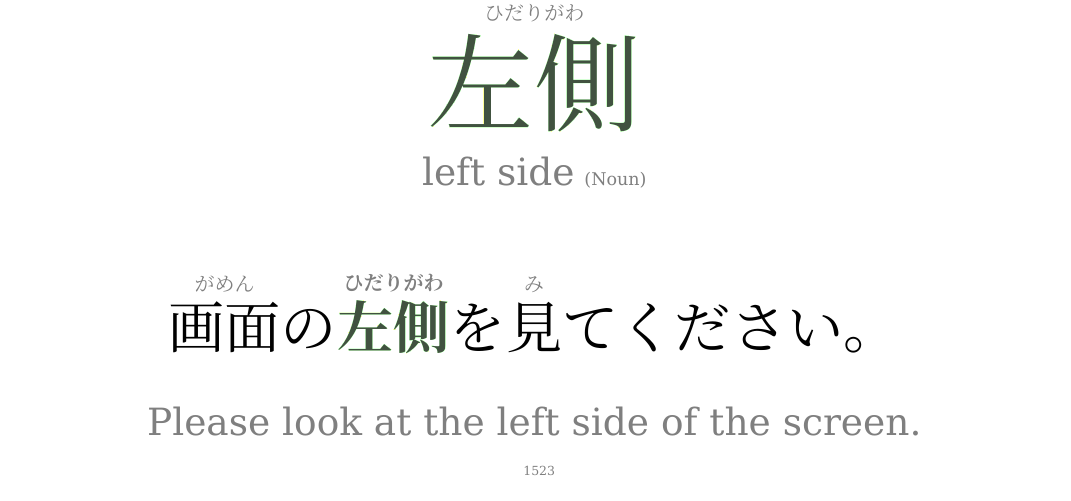 ひだりがわ
左側
left side (Noun)
がめん ひだりがわ み
画面の左側を見てください。
Please look at the left side of the screen.
1523